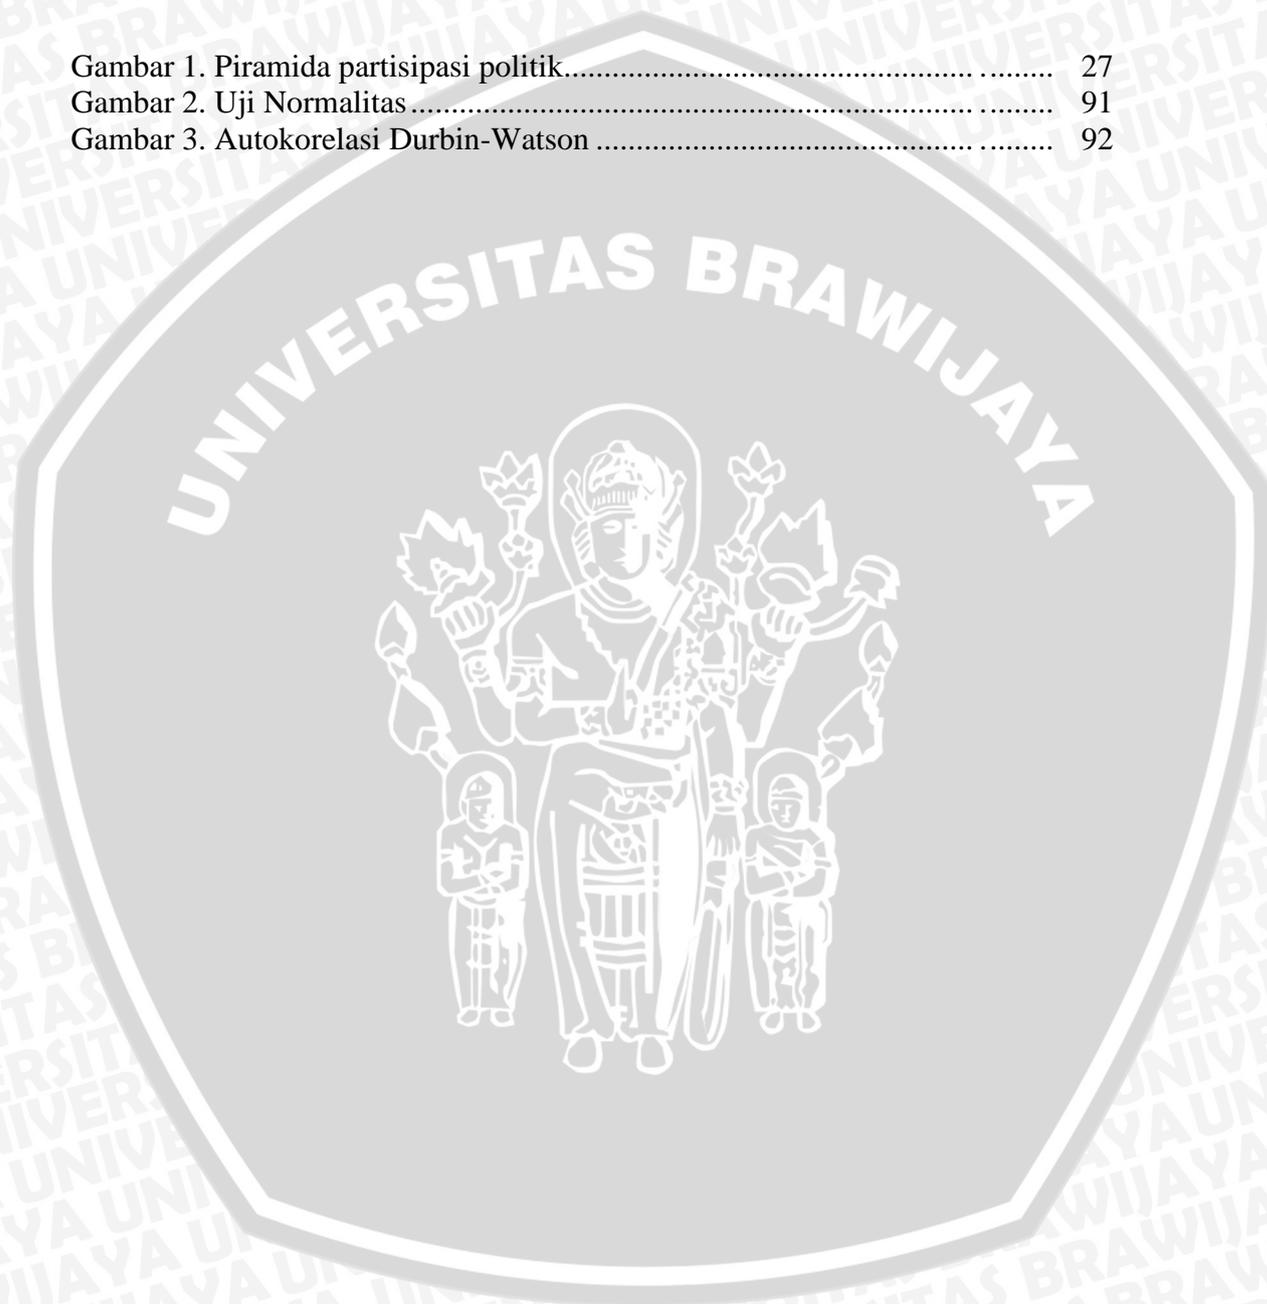 Gambar 1. Piramida partisipasi politik.................................................... ......... 27
Gambar 2. Uji Normalitas ...................................................................... ......... 91
Gambar 3. Autokorelasi Durbin-Watson ............................................... ......... 92
UNIVERSITAS BRAWIJAYA